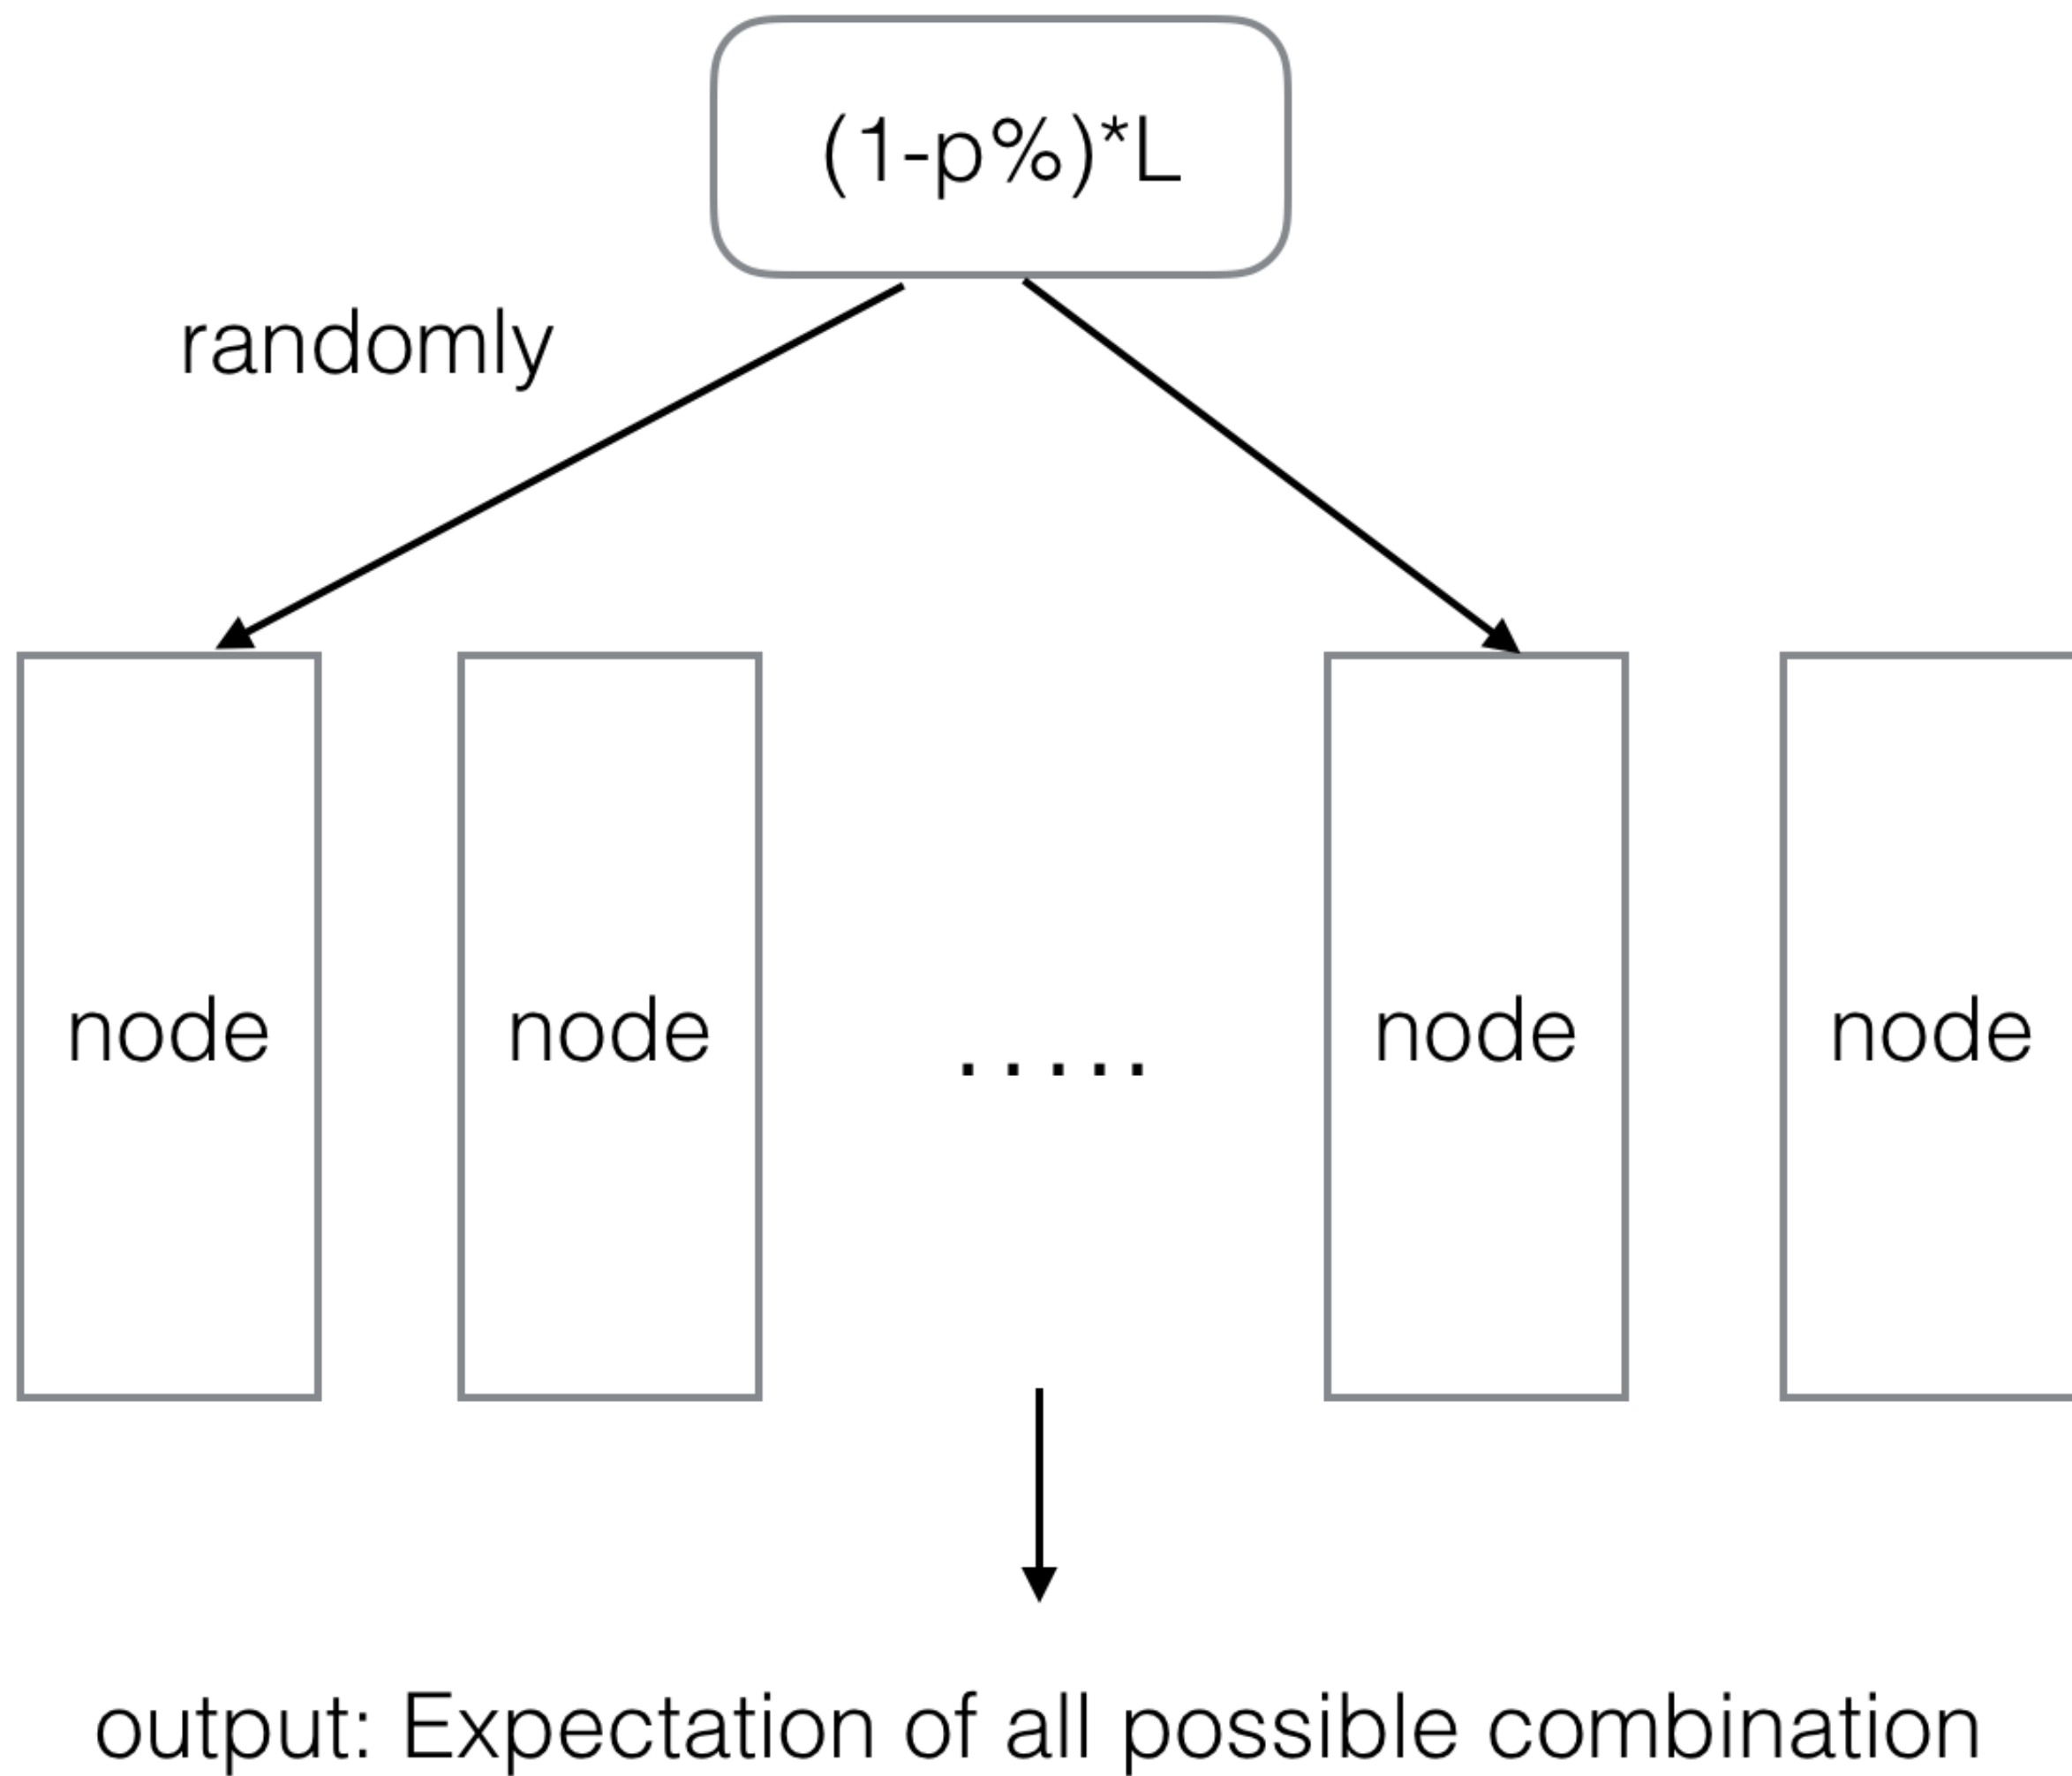 (1-p%)*L
randomly
node node ..... node node
output: Expectation of all possible combination